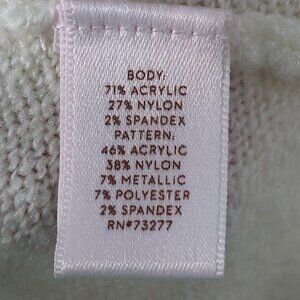 BODY:
71% ACRYLIC
27% NYLON
2% SPANDEX
PATTERN:
46% ACRYLIC
38% NYLON
7% METALLIC
7% POLYESTER
2% SPANDEX
RN#73277